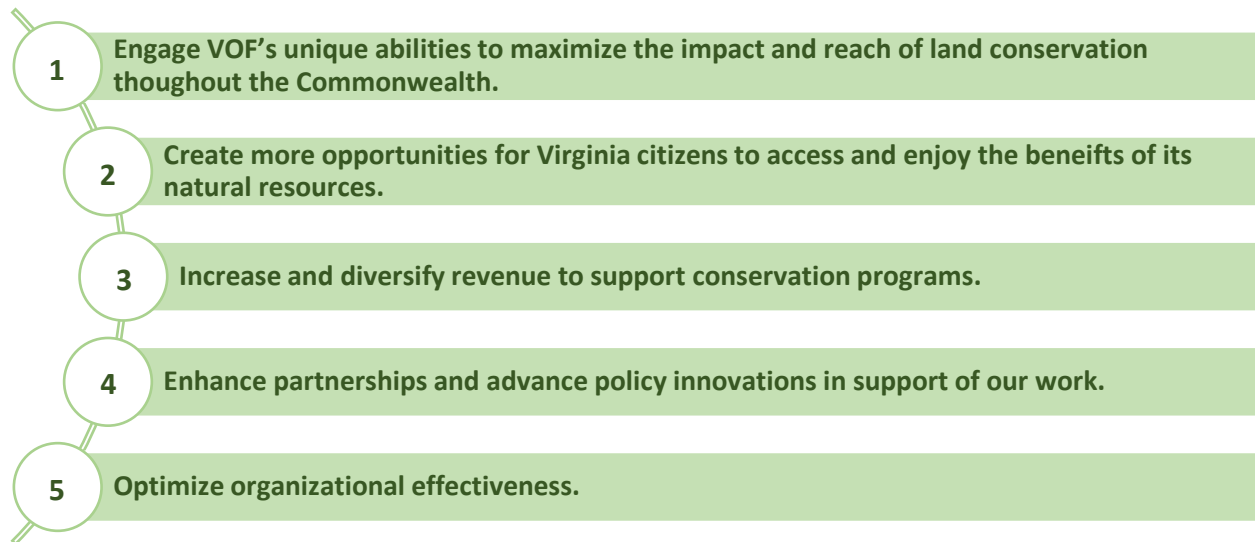 1
Engage VOF's unique abilities to maximize the impact and reach of land conservation
thoughout the Commonwealth.
2
Create more opportunities for Virginia citizens to access and enjoy the beneifts of its
natural resources.
3
Increase and diversify revenue to support conservation programs.
4
Enhance partnerships and advance policy innovations in support of our work.
5
Optimize organizational effectiveness.